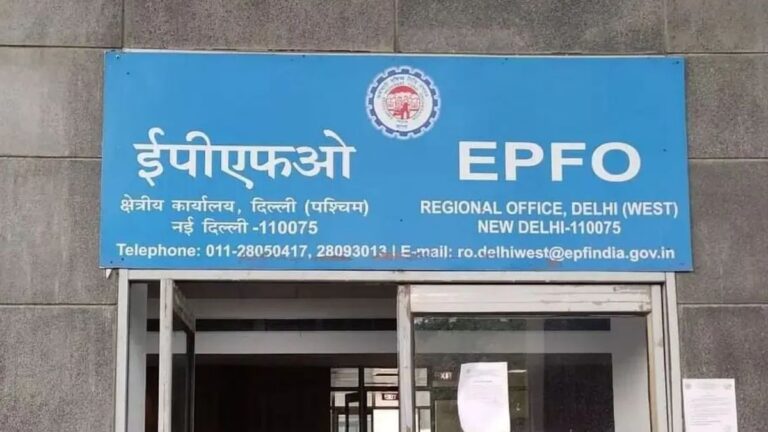 ईपीएफओ
क्षेत्रीय कार्यालय, दिल्ली (पश्चिम)
नई दिल्ली -110075
EPFO
REGIONAL OFFICE, DELHI (WEST)
NEW DELHI-110075
Telephone: 011-28050417, 28093013 | E-mail: ro.delhiwest@epfindia.gov.in
EXIT